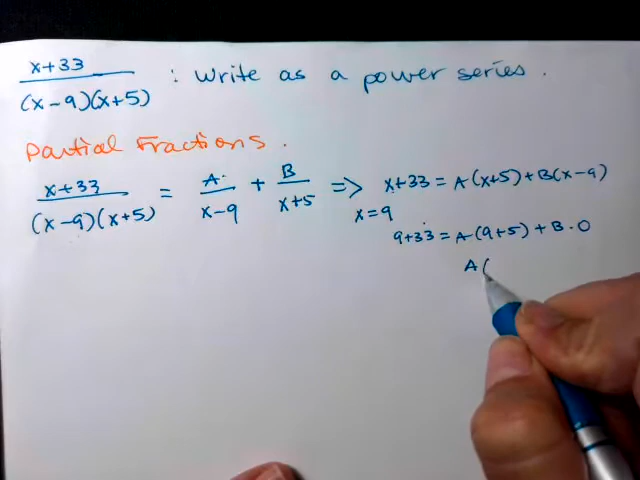 x+33/(x-9)(x+5) : Write as a power series.
Partial Fractions.
x+33/(x-9)(x+5) = A/x-9 + B/x+5 => x+33 = A(x+5) + B(x-9)
x=9
9+33 = A(9+5) + B·0
A(